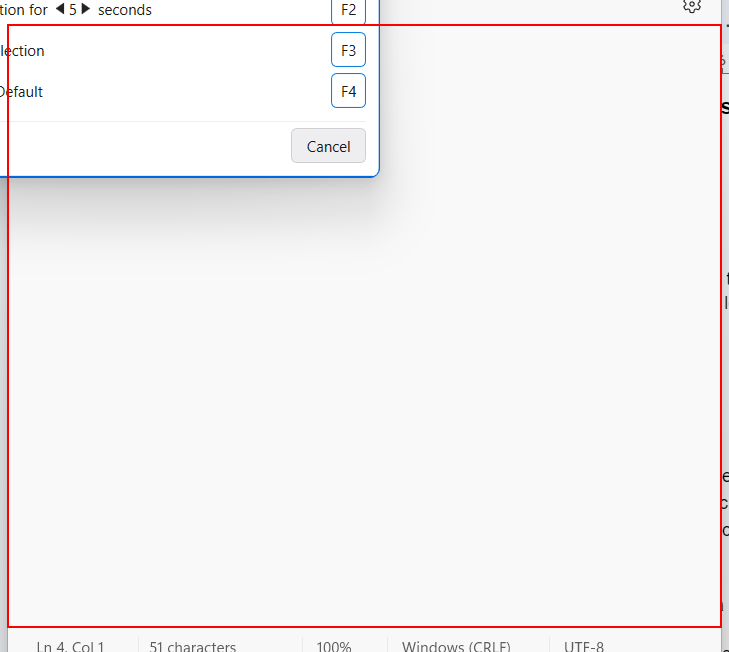 tion for 5 seconds F2
lection F3
Default F4
Cancel
Ln 4, Col 1 51 characters 100% Windows (CRLF) UTF-8